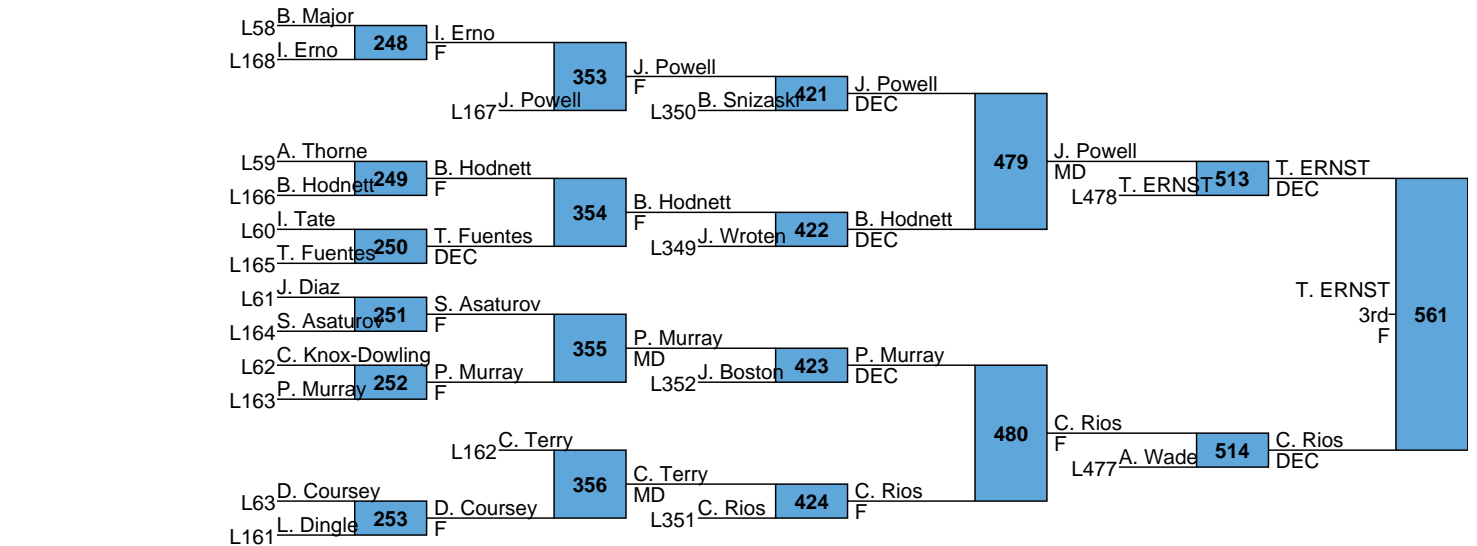 B. Major
L58
248
I. Erno
F
I. Erno
L168
353
J. Powell
F
J. Powell
L167
B. Snizaski
L350
421
J. Powell
DEC
A. Thorne
L59
249
B. Hodnett
F
B. Hodnett
L166
479
J. Powell
MD
T. ERNST
L478
513
T. ERNST
DEC
I. Tate
L60
250
T. Fuentes
DEC
T. Fuentes
L165
354
B. Hodnett
F
J. Wroten
L349
422
B. Hodnett
DEC
J. Diaz
L61
251
S. Asaturov
F
S. Asaturov
L164
T. ERNST
3rd
F
561
C. Knox-Dowling
L62
252
P. Murray
F
P. Murray
L163
355
P. Murray
MD
J. Boston
L352
423
P. Murray
DEC
C. Terry
L162
356
C. Terry
MD
C. Rios
L351
424
C. Rios
F
480
C. Rios
F
A. Wade
L477
514
C. Rios
DEC
D. Coursey
L63
253
D. Coursey
F
L. Dingle
L161